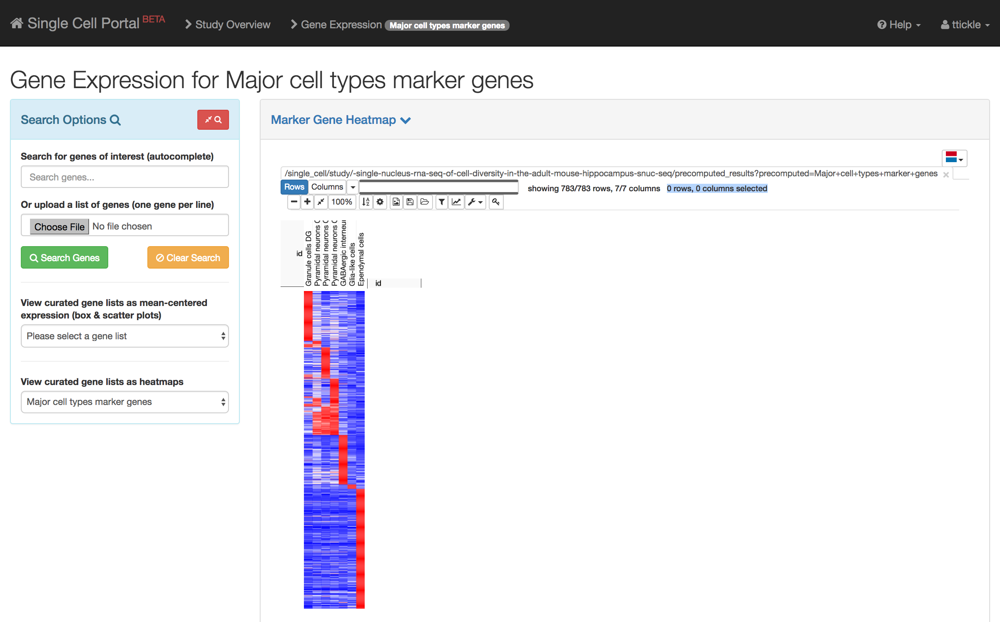 Single Cell Portal BETA
Study Overview
Gene Expression Major cell types marker genes
Help
ttickle
Gene Expression for Major cell types marker genes
Search Options
Search for genes of interest (autocomplete)
Search genes...
Or upload a list of genes (one gene per line)
Choose File No file chosen
Search Genes
Clear Search
View curated gene lists as mean-centered
expression (box & scatter plots)
Please select a gene list
View curated gene lists as heatmaps
Major cell types marker genes
Marker Gene Heatmap
/single_cell/study/-single-nucleus-rna-seq-of-cell-diversity-in-the-adult-mouse-hippocampus-snuc-seq/precomputed_results?precomputed=Major+cell+types+marker+genes
Rows Columns showing 783/783 rows, 7/7 columns 0 rows, 0 columns selected
100%
id
Granule cells DG
Pyramidal neurons C
Pyramidal neurons C
Pyramidal neurons C
GABAergic interneu
Glia-like cells
Ependymal cells
id